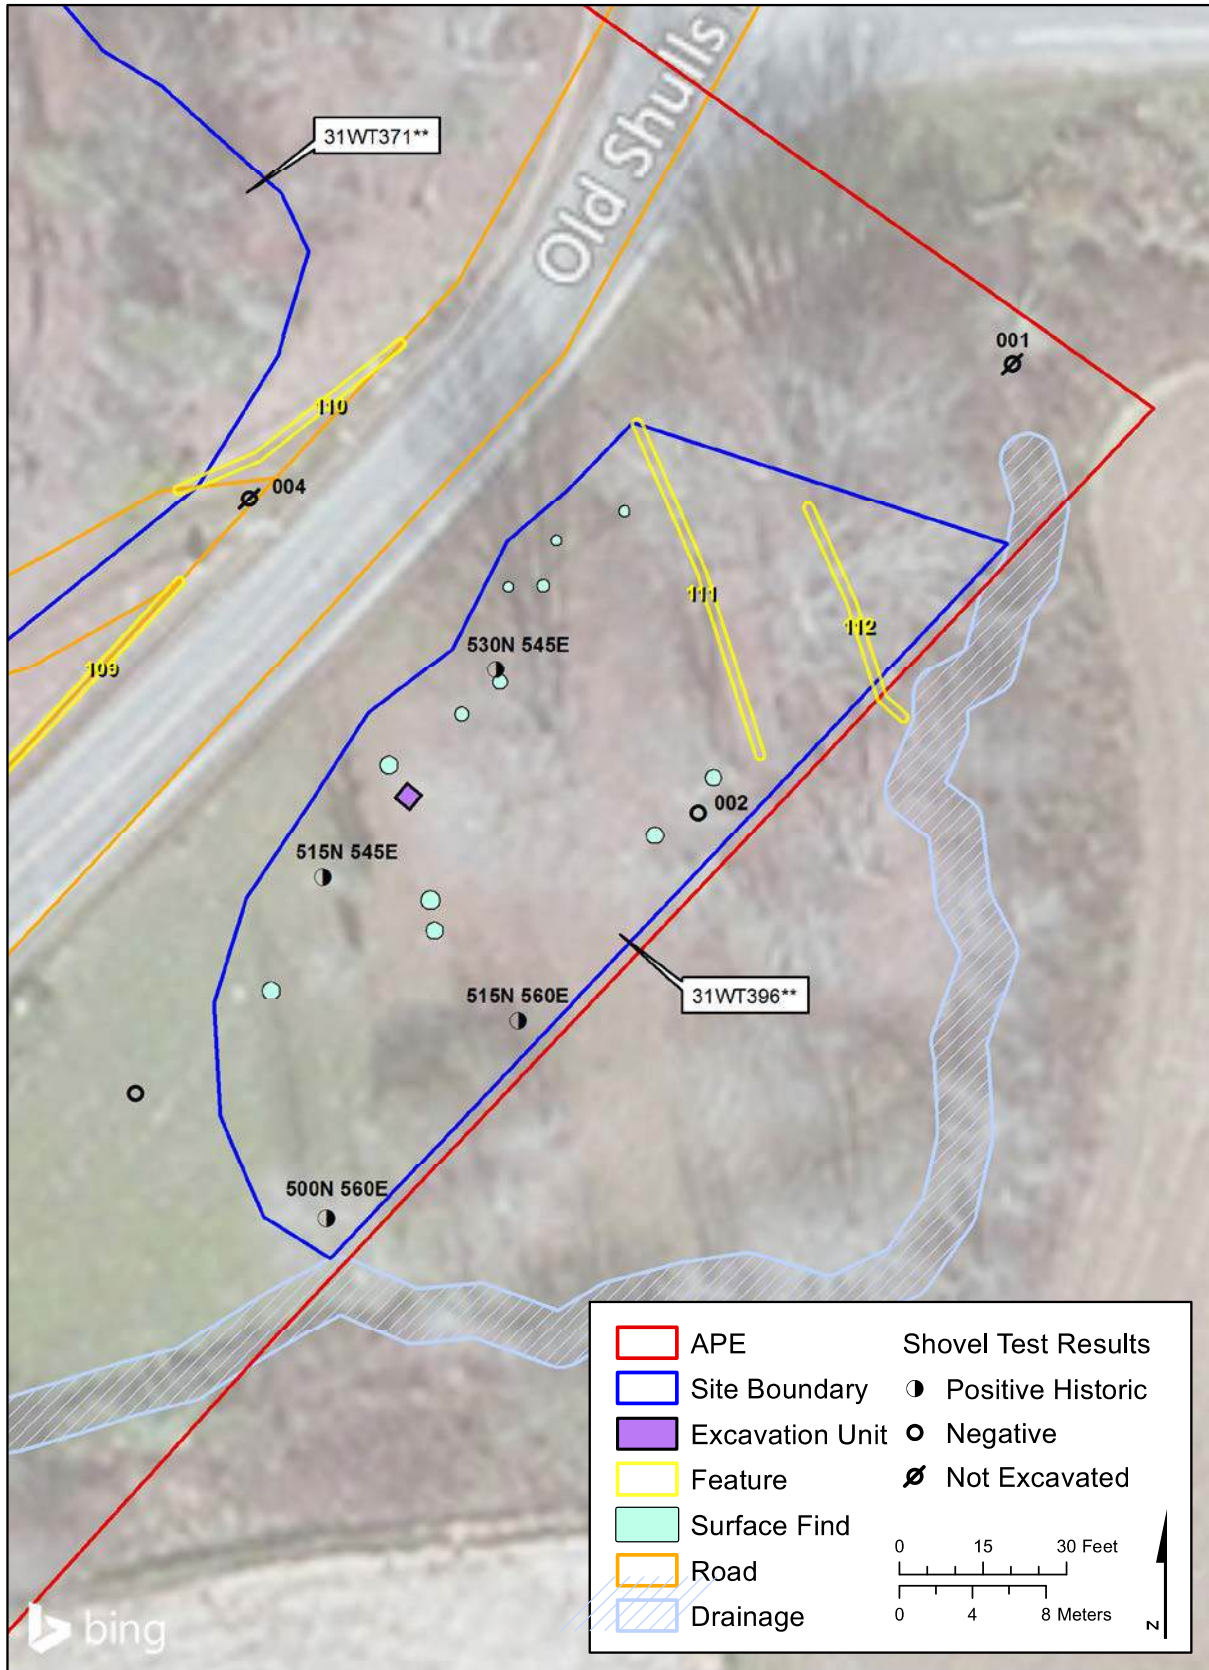 Old Shulls
31WT371**
001
110
004
111
112
530N 545E
109
002
515N 545E
515N 560E
31WT396**
500N 560E
APE
Site Boundary
Excavation Unit
Feature
Surface Find
Road
Drainage
Shovel Test Results
Positive Historic
Negative
Not Excavated
0 15 30 Feet
0 4 8 Meters
N
bing